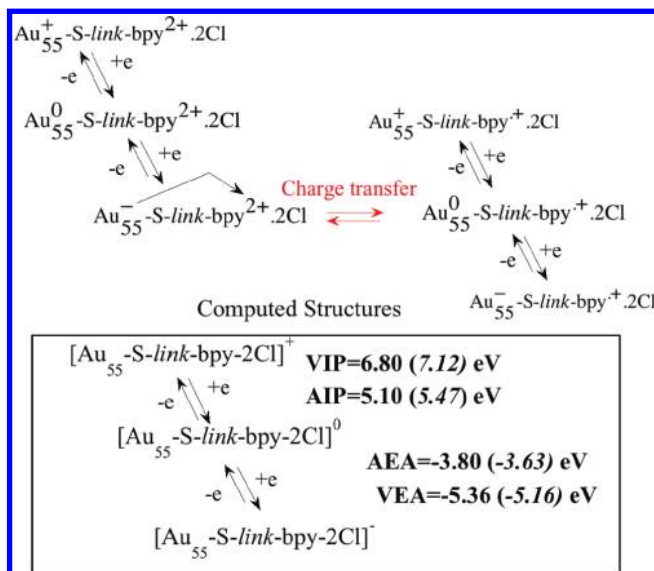 Au₅₅⁺-S-link-bpy²⁺.2Cl
-e +e
Au₅₅⁰-S-link-bpy²⁺.2Cl
-e +e
Au₅₅⁻-S-link-bpy²⁺.2Cl
Charge transfer
Au₅₅⁺-S-link-bpy·⁺.2Cl
-e +e
Au₅₅⁰-S-link-bpy·⁺.2Cl
-e +e
Au₅₅⁻-S-link-bpy·⁺.2Cl
Computed Structures
[Au₅₅-S-link-bpy-2Cl]⁺
-e +e
[Au₅₅-S-link-bpy-2Cl]⁰
-e +e
[Au₅₅-S-link-bpy-2Cl]⁻
VIP=6.80 (7.12) eV
AIP=5.10 (5.47) eV
AEA=-3.80 (-3.63) eV
VEA=-5.36 (-5.16) eV